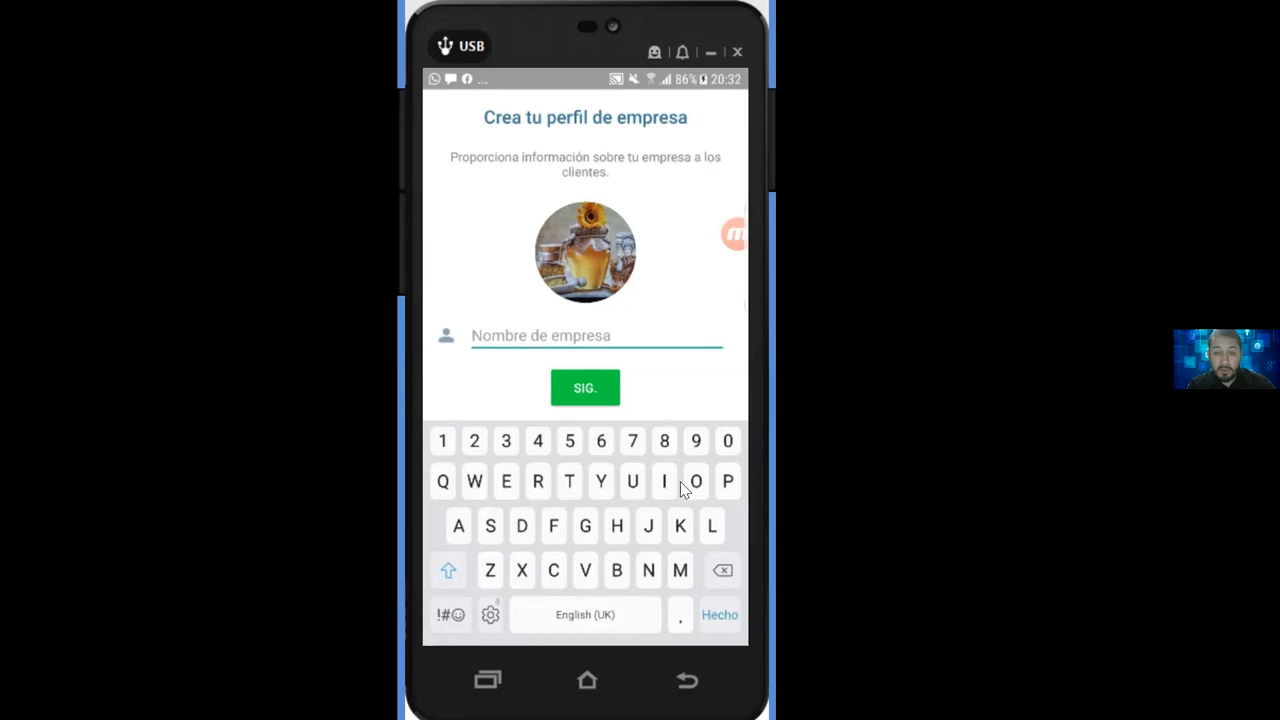 USB
... 86% 20:32
Crea tu perfil de empresa
Proporciona información sobre tu empresa a los
clientes.
Nombre de empresa
SIG.
1 2 3 4 5 6 7 8 9 0
Q W E R T Y U I O P
A S D F G H J K L
Z X C V B N M
!#☺ English (UK) . Hecho